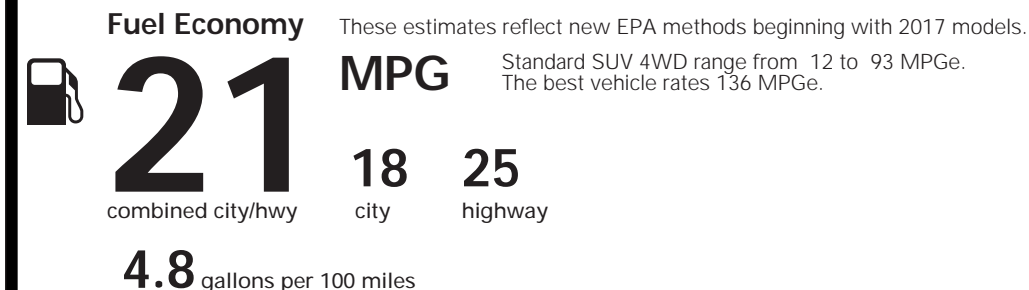 Fuel Economy These estimates reflect new EPA methods beginning with 2017 models.
21 MPG Standard SUV 4WD range from 12 to 93 MPGe.
The best vehicle rates 136 MPGe.
18 25
combined city/hwy city highway
4.8 gallons per 100 miles